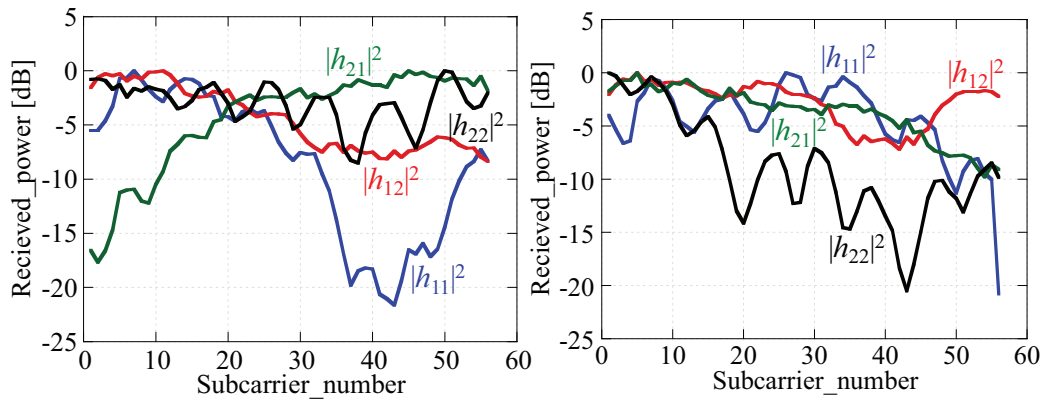 5
0
-5
-10
-15
-20
-25
0 10 20 30 40 50 60
Recieved_power [dB]
Subcarrier_number
|h21|²
|h22|²
|h12|²
|h11|²
5
0
-5
-10
-15
-20
-25
0 10 20 30 40 50 60
Recieved_power [dB]
Subcarrier_number
|h11|²
|h12|²
|h21|²
|h22|²